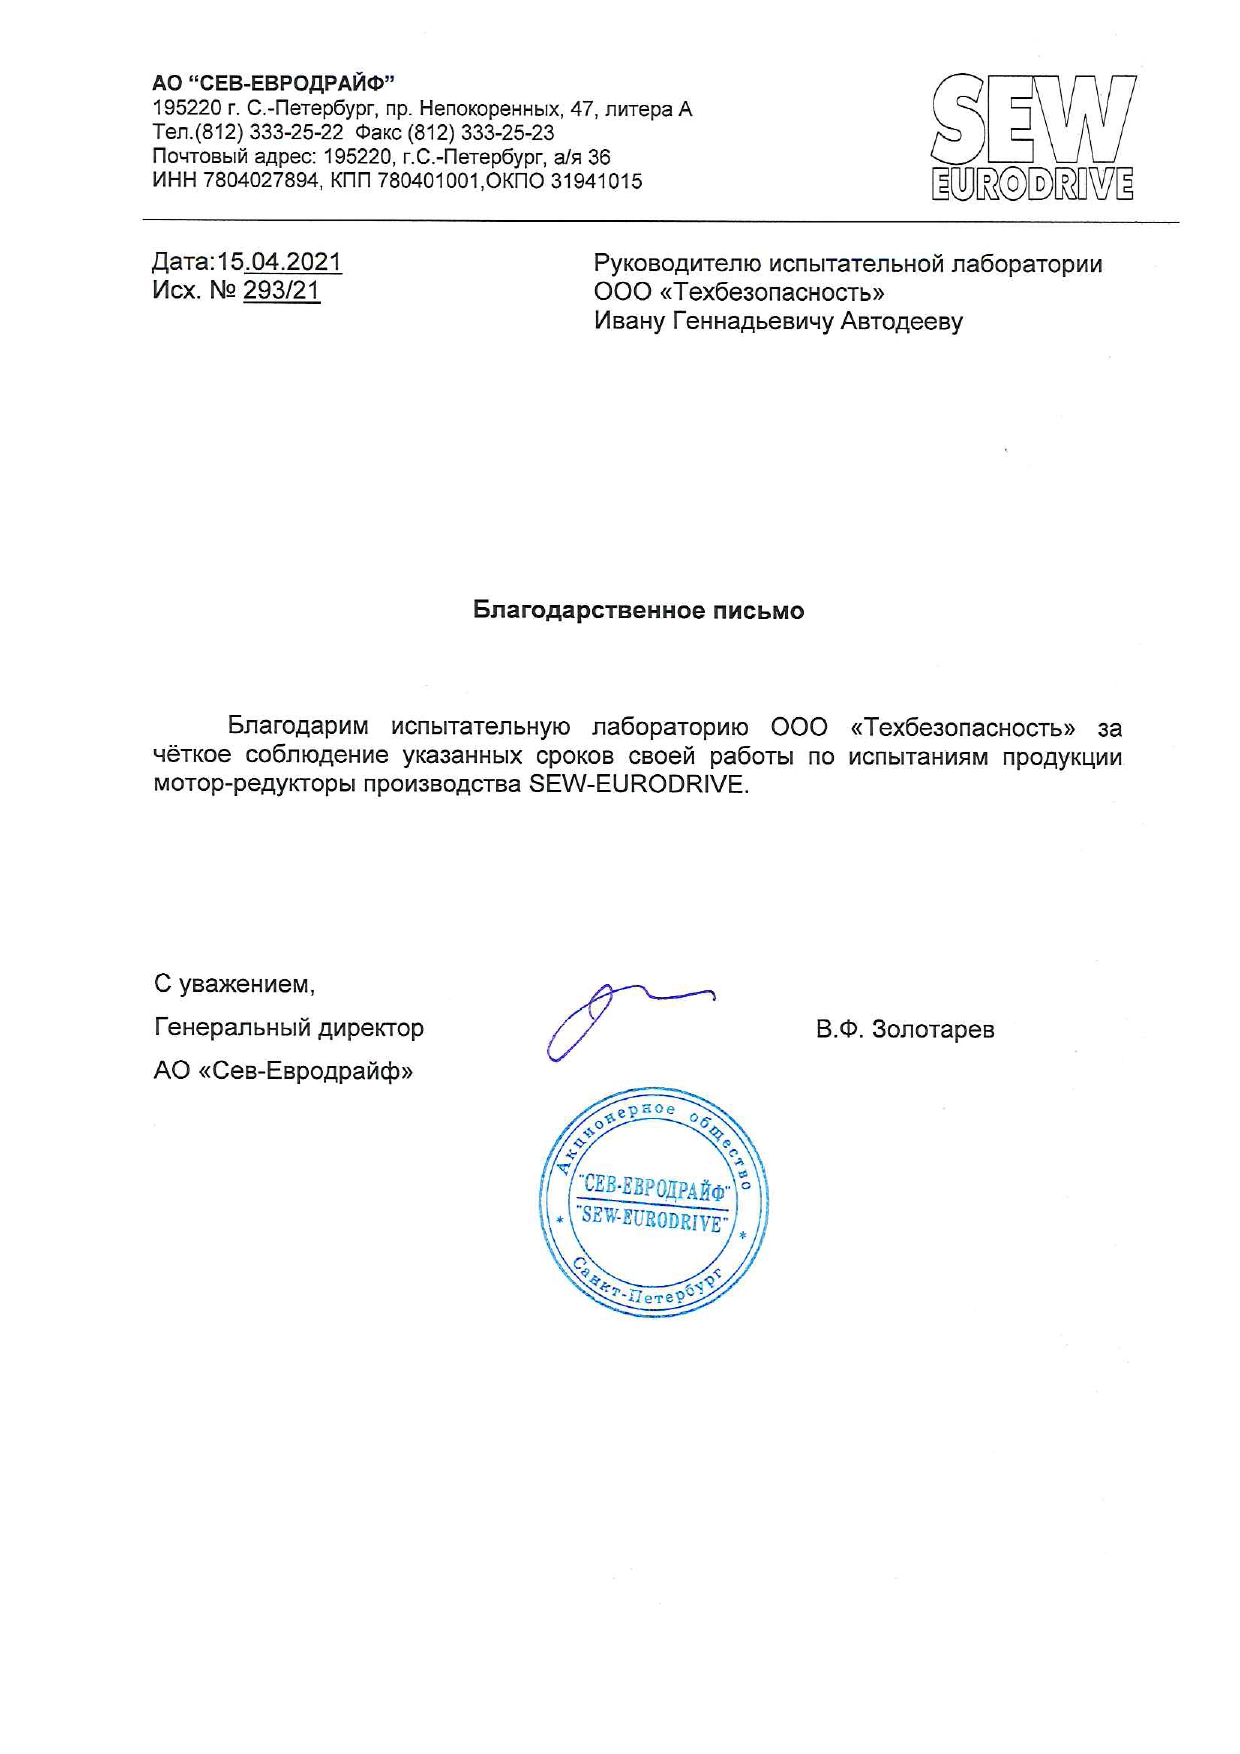 АО “СЕВ-ЕВРОДРАЙФ”
195220 г. С.-Петербург, пр. Непокоренных, 47, литера А
Тел.(812) 333-25-22 Факс (812) 333-25-23
Почтовый адрес: 195220, г.С.-Петербург, а/я 36
ИНН 7804027894, КПП 780401001,ОКПО 31941015
SEW
EURODRIVE
Дата:15.04.2021
Исх. № 293/21
Руководителю испытательной лаборатории
ООО «Техбезопасность»
Ивану Геннадьевичу Автодееву
Благодарственное письмо
Благодарим испытательную лабораторию ООО «Техбезопасность» за
чёткое соблюдение указанных сроков своей работы по испытаниям продукции
мотор-редукторы производства SEW-EURODRIVE.
С уважением,
Генеральный директор
В.Ф. Золотарев
АО «Сев-Евродрайф»
Акционерное общество
"СЕВ-ЕВРОДРАЙФ"
"SEW-EURODRIVE"
* Санкт-Петербург *